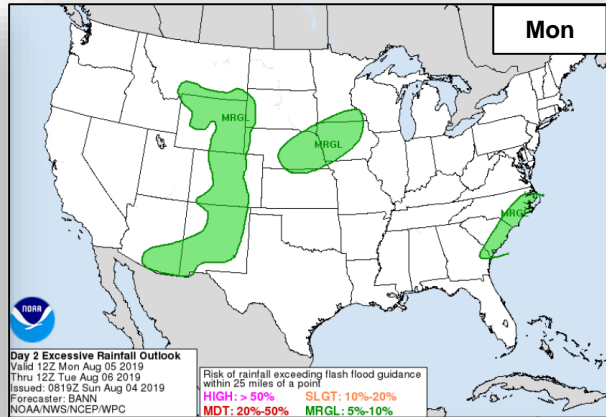 Mon
MRGL
MRGL
MRGL
NOAA
Day 2 Excessive Rainfall Outlook
Valid 12Z Mon Aug 05 2019
Thru 12Z Tue Aug 06 2019
Issued: 0819Z Sun Aug 04 2019
Forecaster: BANN
NOAA/NWS/NCEP/WPC
Risk of rainfall exceeding flash flood guidance
within 25 miles of a point
HIGH: > 50% SLGT: 10%-20%
MDT: 20%-50% MRGL: 5%-10%